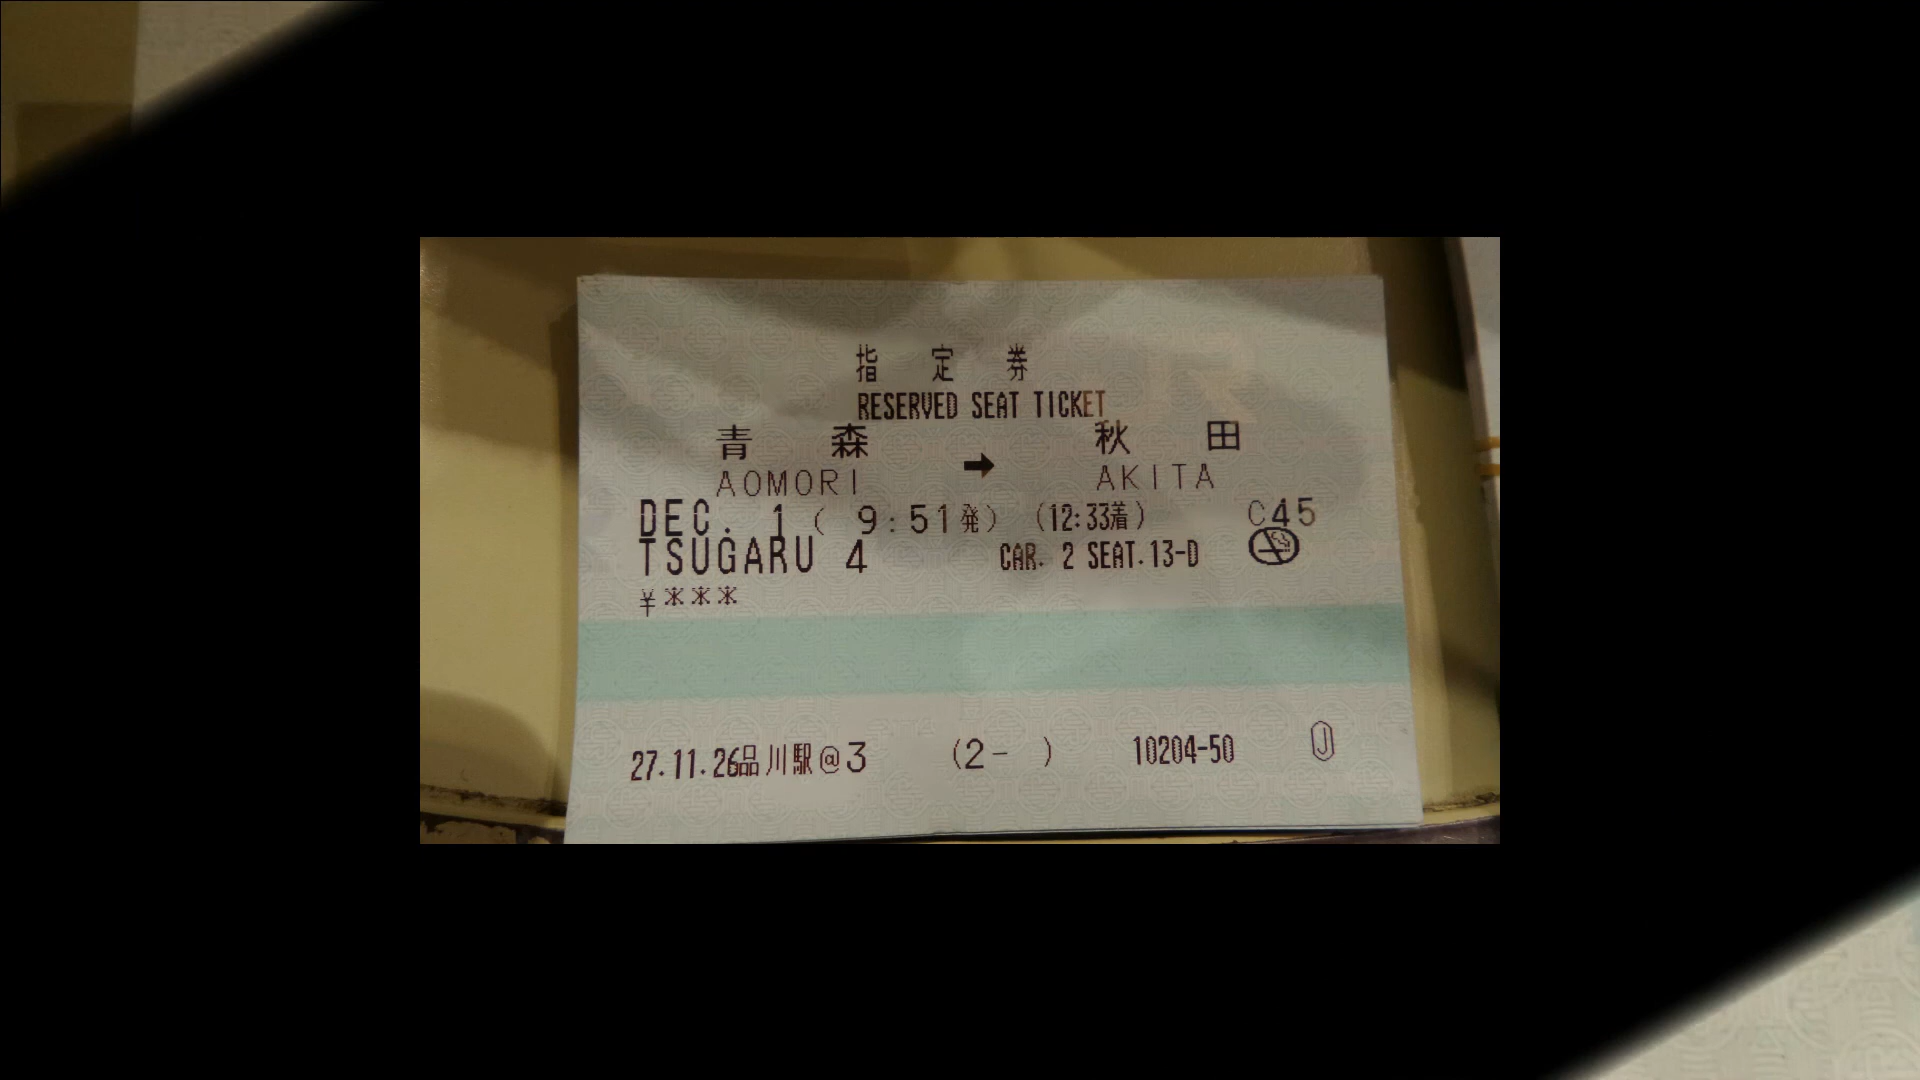 指定券
RESERVED SEAT TICKET
青森 ➡ 秋田
AOMORI AKITA
DEC. 1 ( 9:51発) (12:33着) C45
TSUGARU 4 CAR. 2 SEAT.13-D
¥***
27.11.26品川駅@3 (2- ) 10204-50 Ⓙ